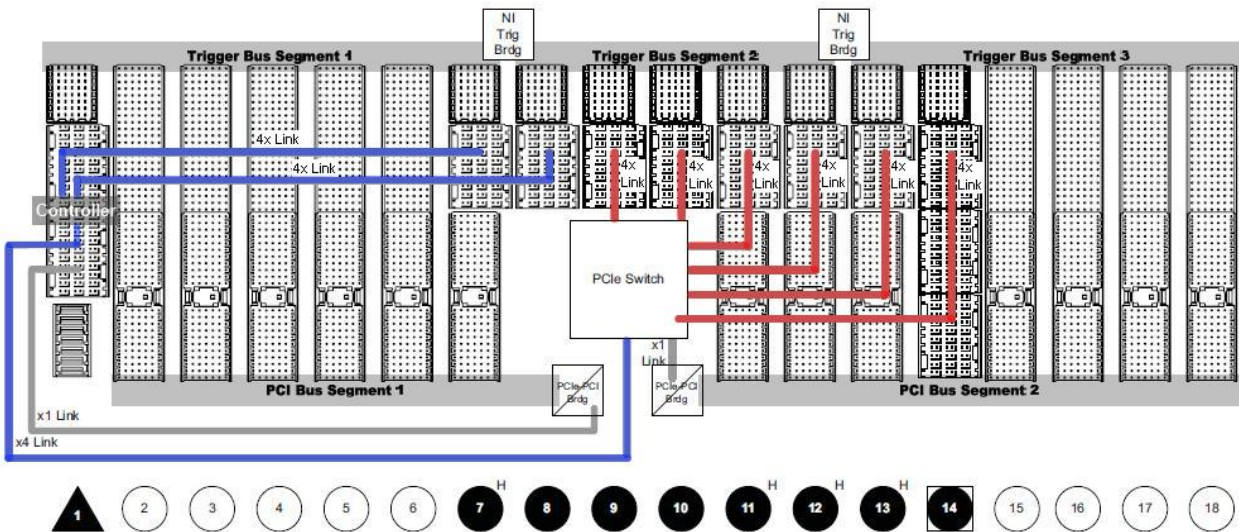 NI
Trig
Brdg
NI
Trig
Brdg
Trigger Bus Segment 1
Trigger Bus Segment 2
Trigger Bus Segment 3
4x Link
4x Link
4x
Link
4x
Link
4x
Link
4x
Link
4x
Link
4x
Link
Controller
PCIe Switch
x1
Link
PCI Bus Segment 1
PCIe-PCI
Brdg
PCIe-PCI
Brdg
PCI Bus Segment 2
x1 Link
x4 Link
1 2 3 4 5 6 7 H 8 9 10 11 H 12 H 13 H 14 15 16 17 18